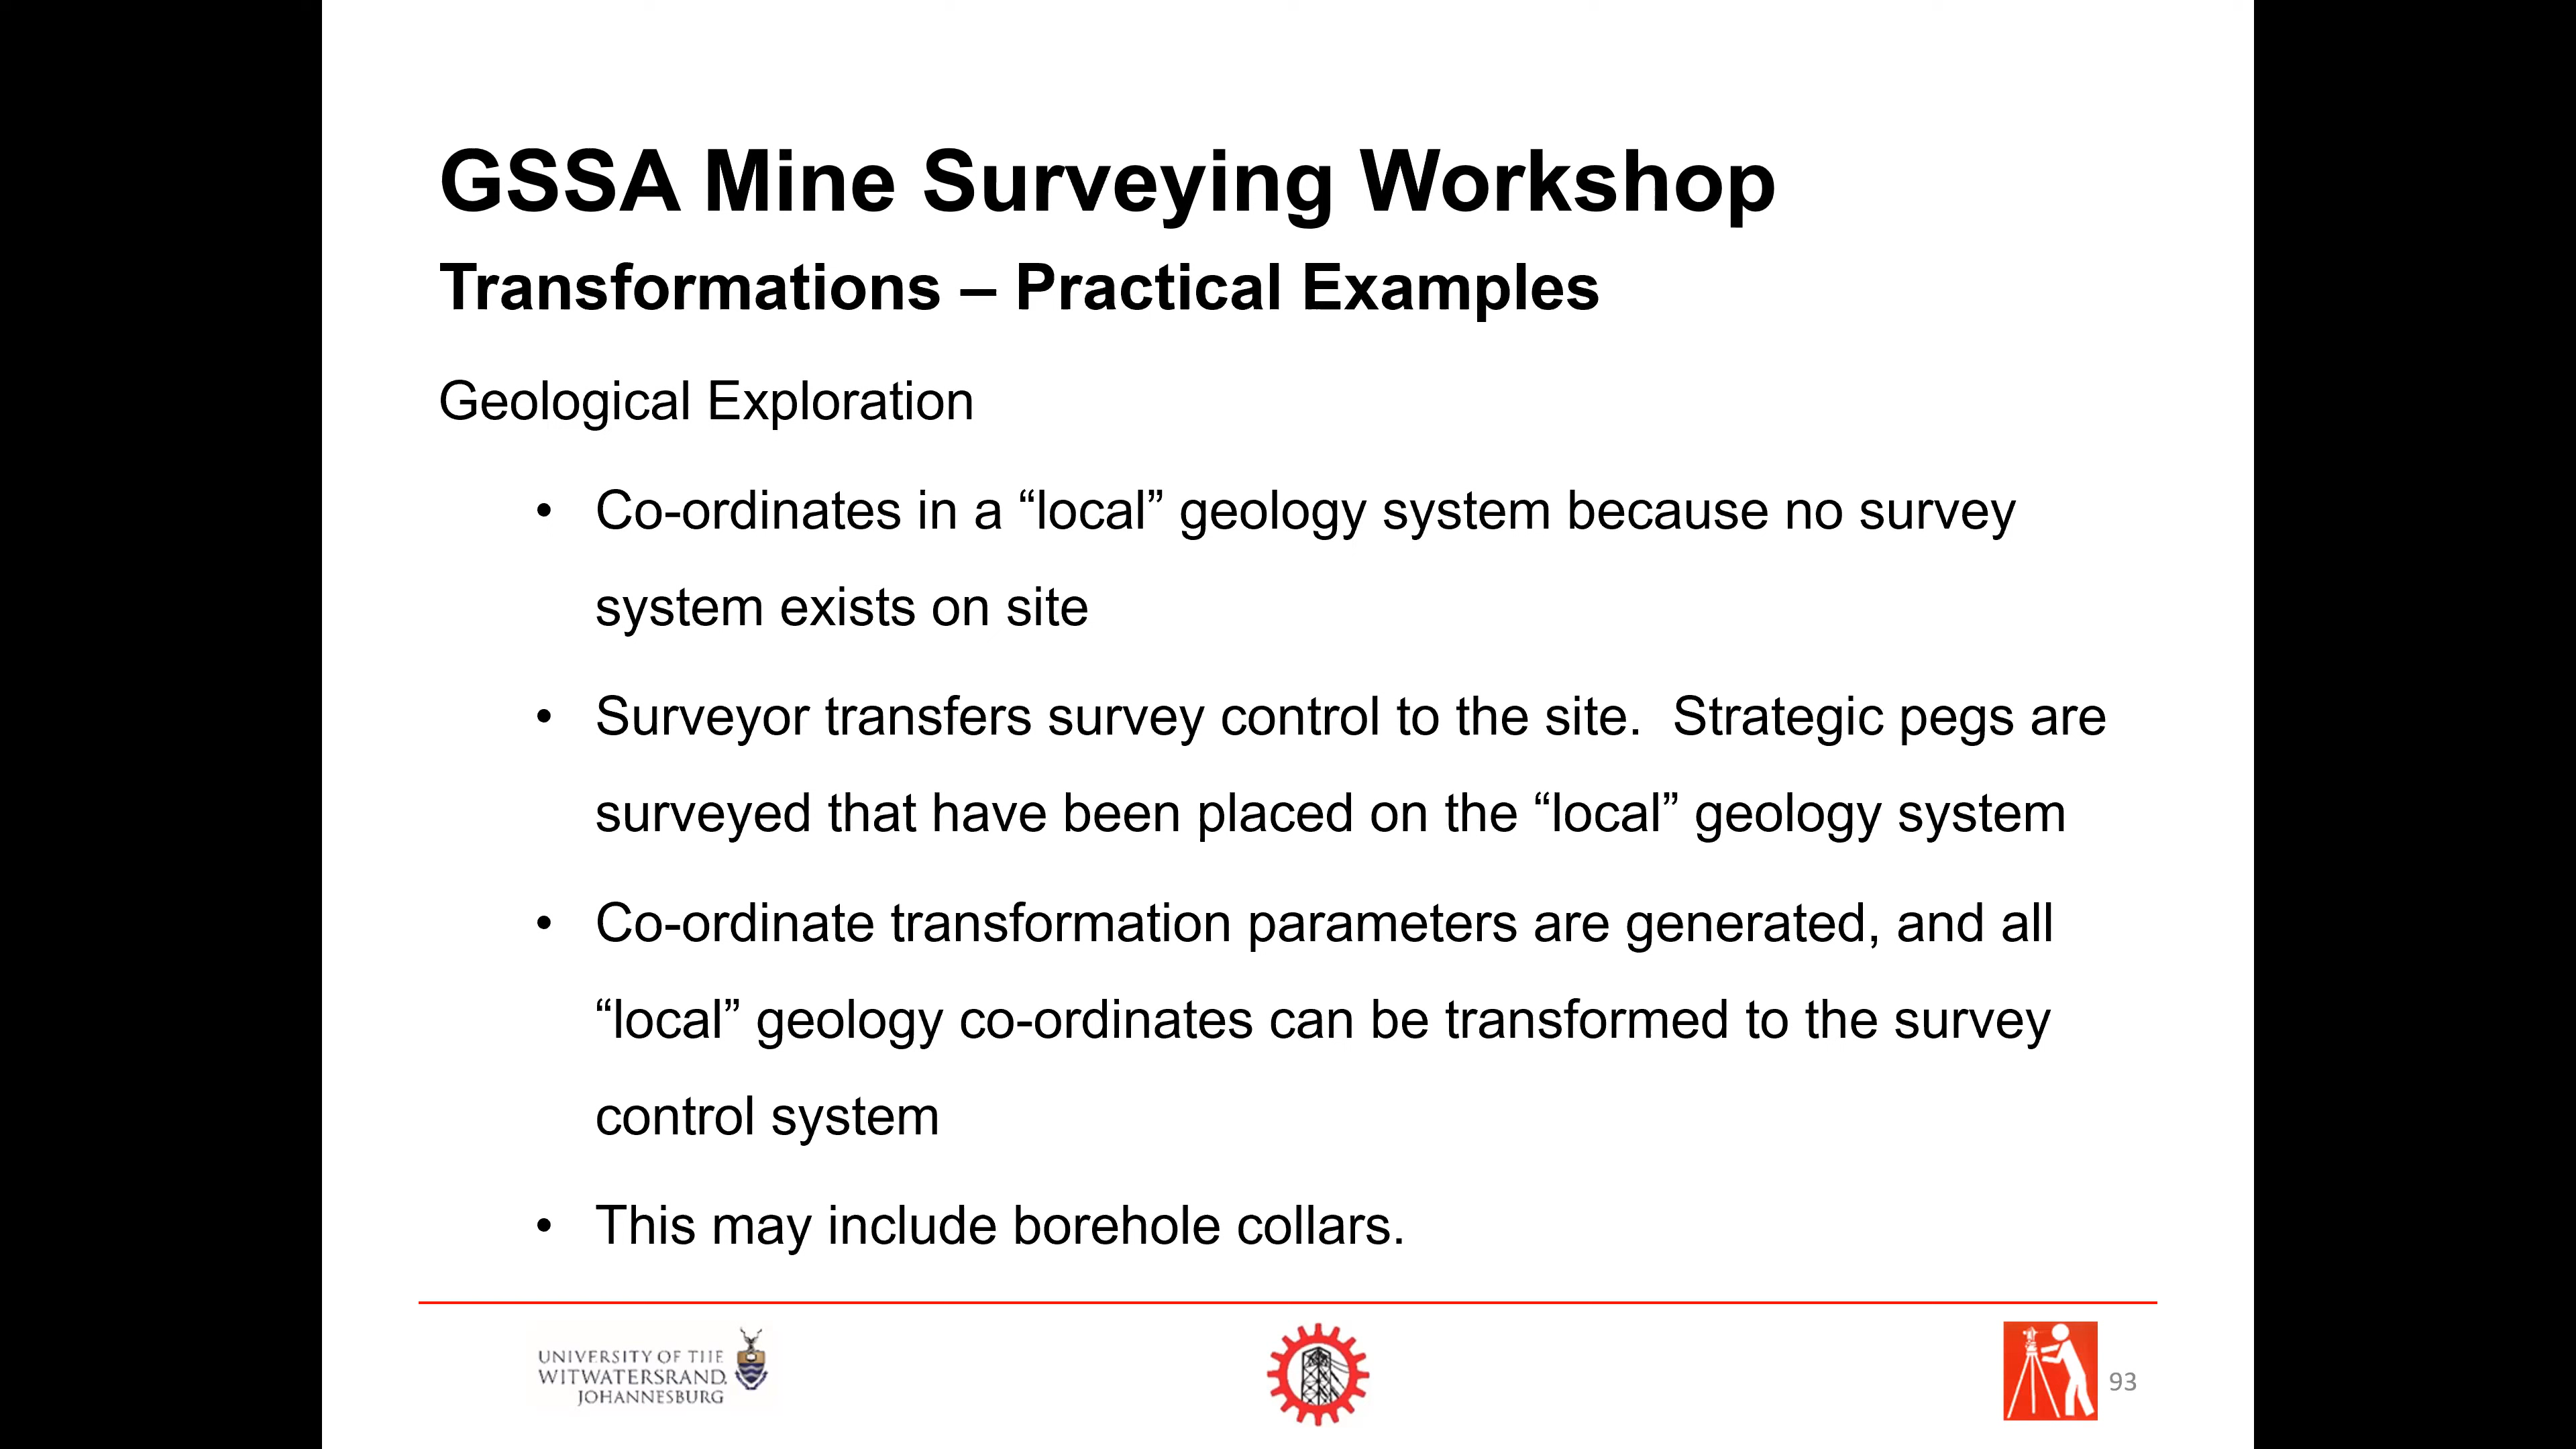 GSSA Mine Surveying Workshop
Transformations – Practical Examples
Geological Exploration
• Co-ordinates in a “local” geology system because no survey
system exists on site
• Surveyor transfers survey control to the site.  Strategic pegs are
surveyed that have been placed on the “local” geology system
• Co-ordinate transformation parameters are generated, and all
“local” geology co-ordinates can be transformed to the survey
control system
• This may include borehole collars.
UNIVERSITY OF THE
WITWATERSRAND,
JOHANNESBURG
93